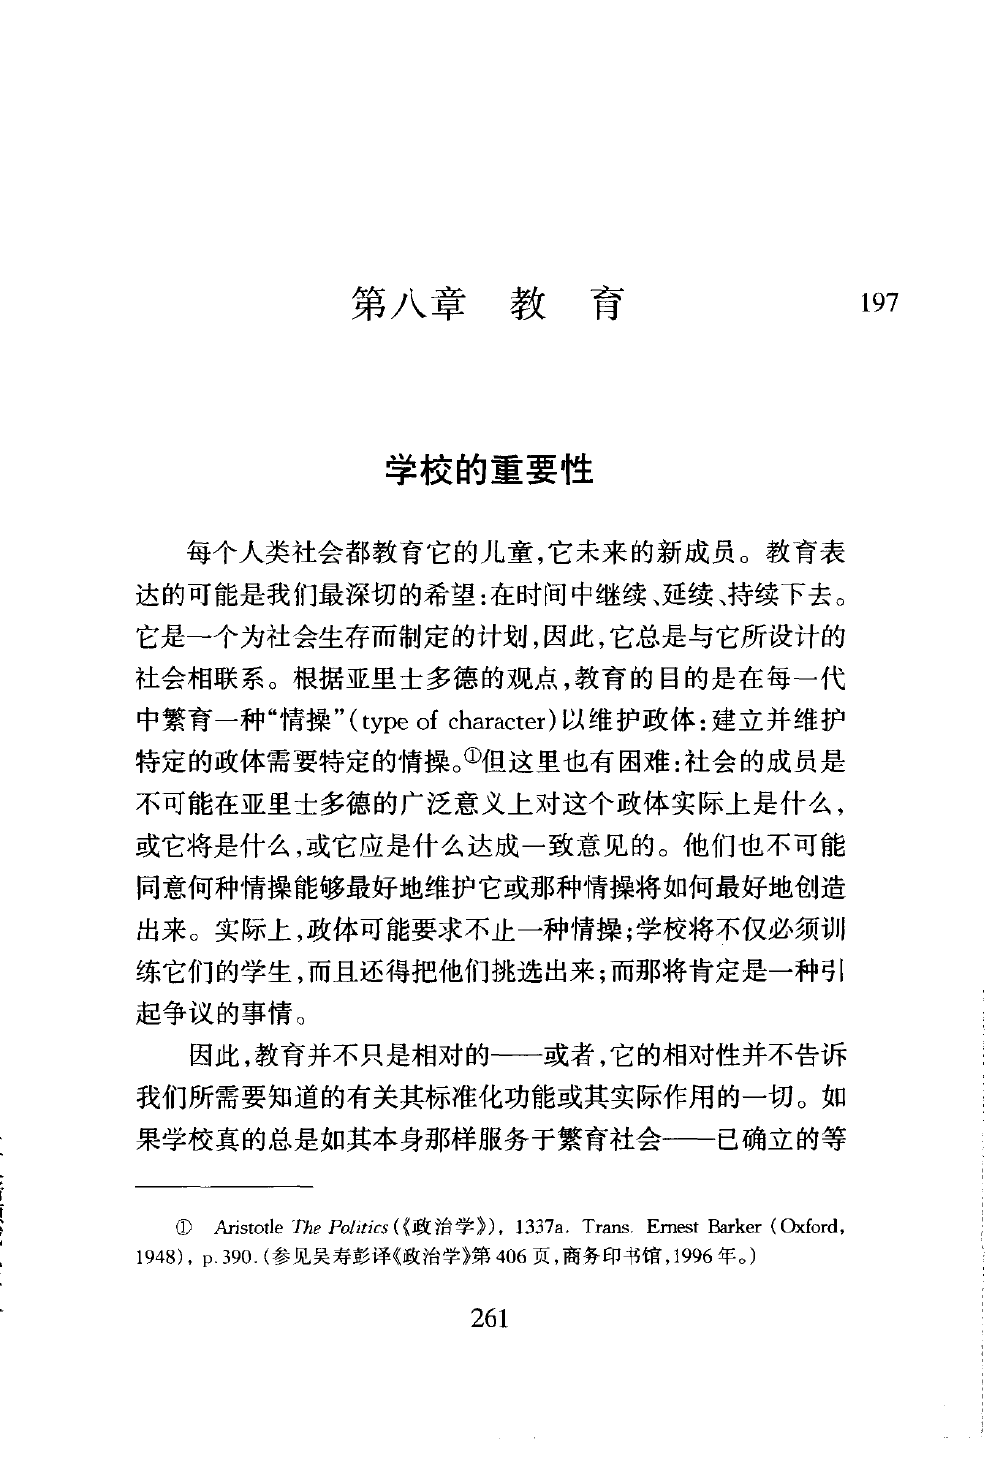 第八章　教　育
197
学校的重要性
每个人类社会都教育它的儿童,它未来的新成员。教育表
达的可能是我们最深切的希望:在时间中继续、延续、持续下去。
它是一个为社会生存而制定的计划,因此,它总是与它所设计的
社会相联系。根据亚里士多德的观点,教育的目的是在每一代
中繁育一种“情操”(type of character)以维护政体:建立并维护
特定的政体需要特定的情操。①但这里也有困难:社会的成员是
不可能在亚里士多德的广泛意义上对这个政体实际上是什么,
或它将是什么,或它应是什么达成一致意见的。他们也不可能
同意何种情操能够最好地维护它或那种情操将如何最好地创造
出来。实际上,政体可能要求不止一种情操;学校将不仅必须训
练它们的学生,而且还得把他们挑选出来;而那将肯定是一种引
起争议的事情。
因此,教育并不只是相对的——或者,它的相对性并不告诉
我们所需要知道的有关其标准化功能或其实际作用的一切。如
果学校真的总是如其本身那样服务于繁育社会——已确立的等
① Aristotle The Politics (《政治学》), 1337a. Trans. Ernest Barker (Oxford,
1948), p.390.(参见吴寿彭译《政治学》第406页,商务印书馆,1996年。)
261